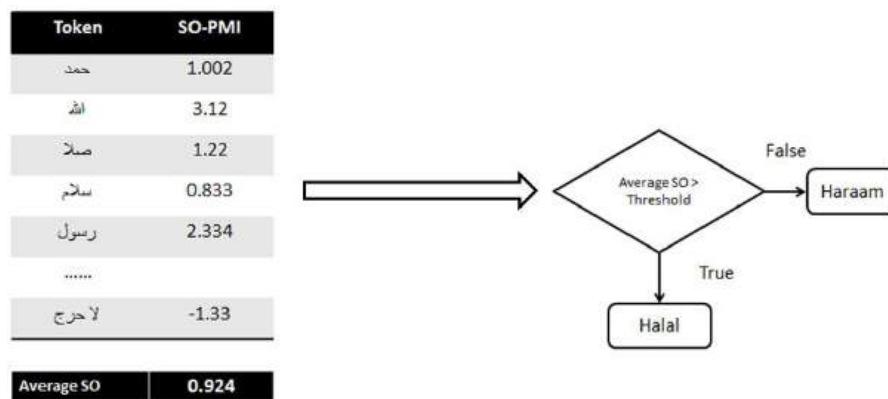 Token SO-PMI
حمد 1.002
الله 3.12
صلا 1.22
سلام 0.833
رسول 2.334
......
لا حرج -1.33
Average SO 0.924
Average SO >
Threshold
False
Haraam
True
Halal